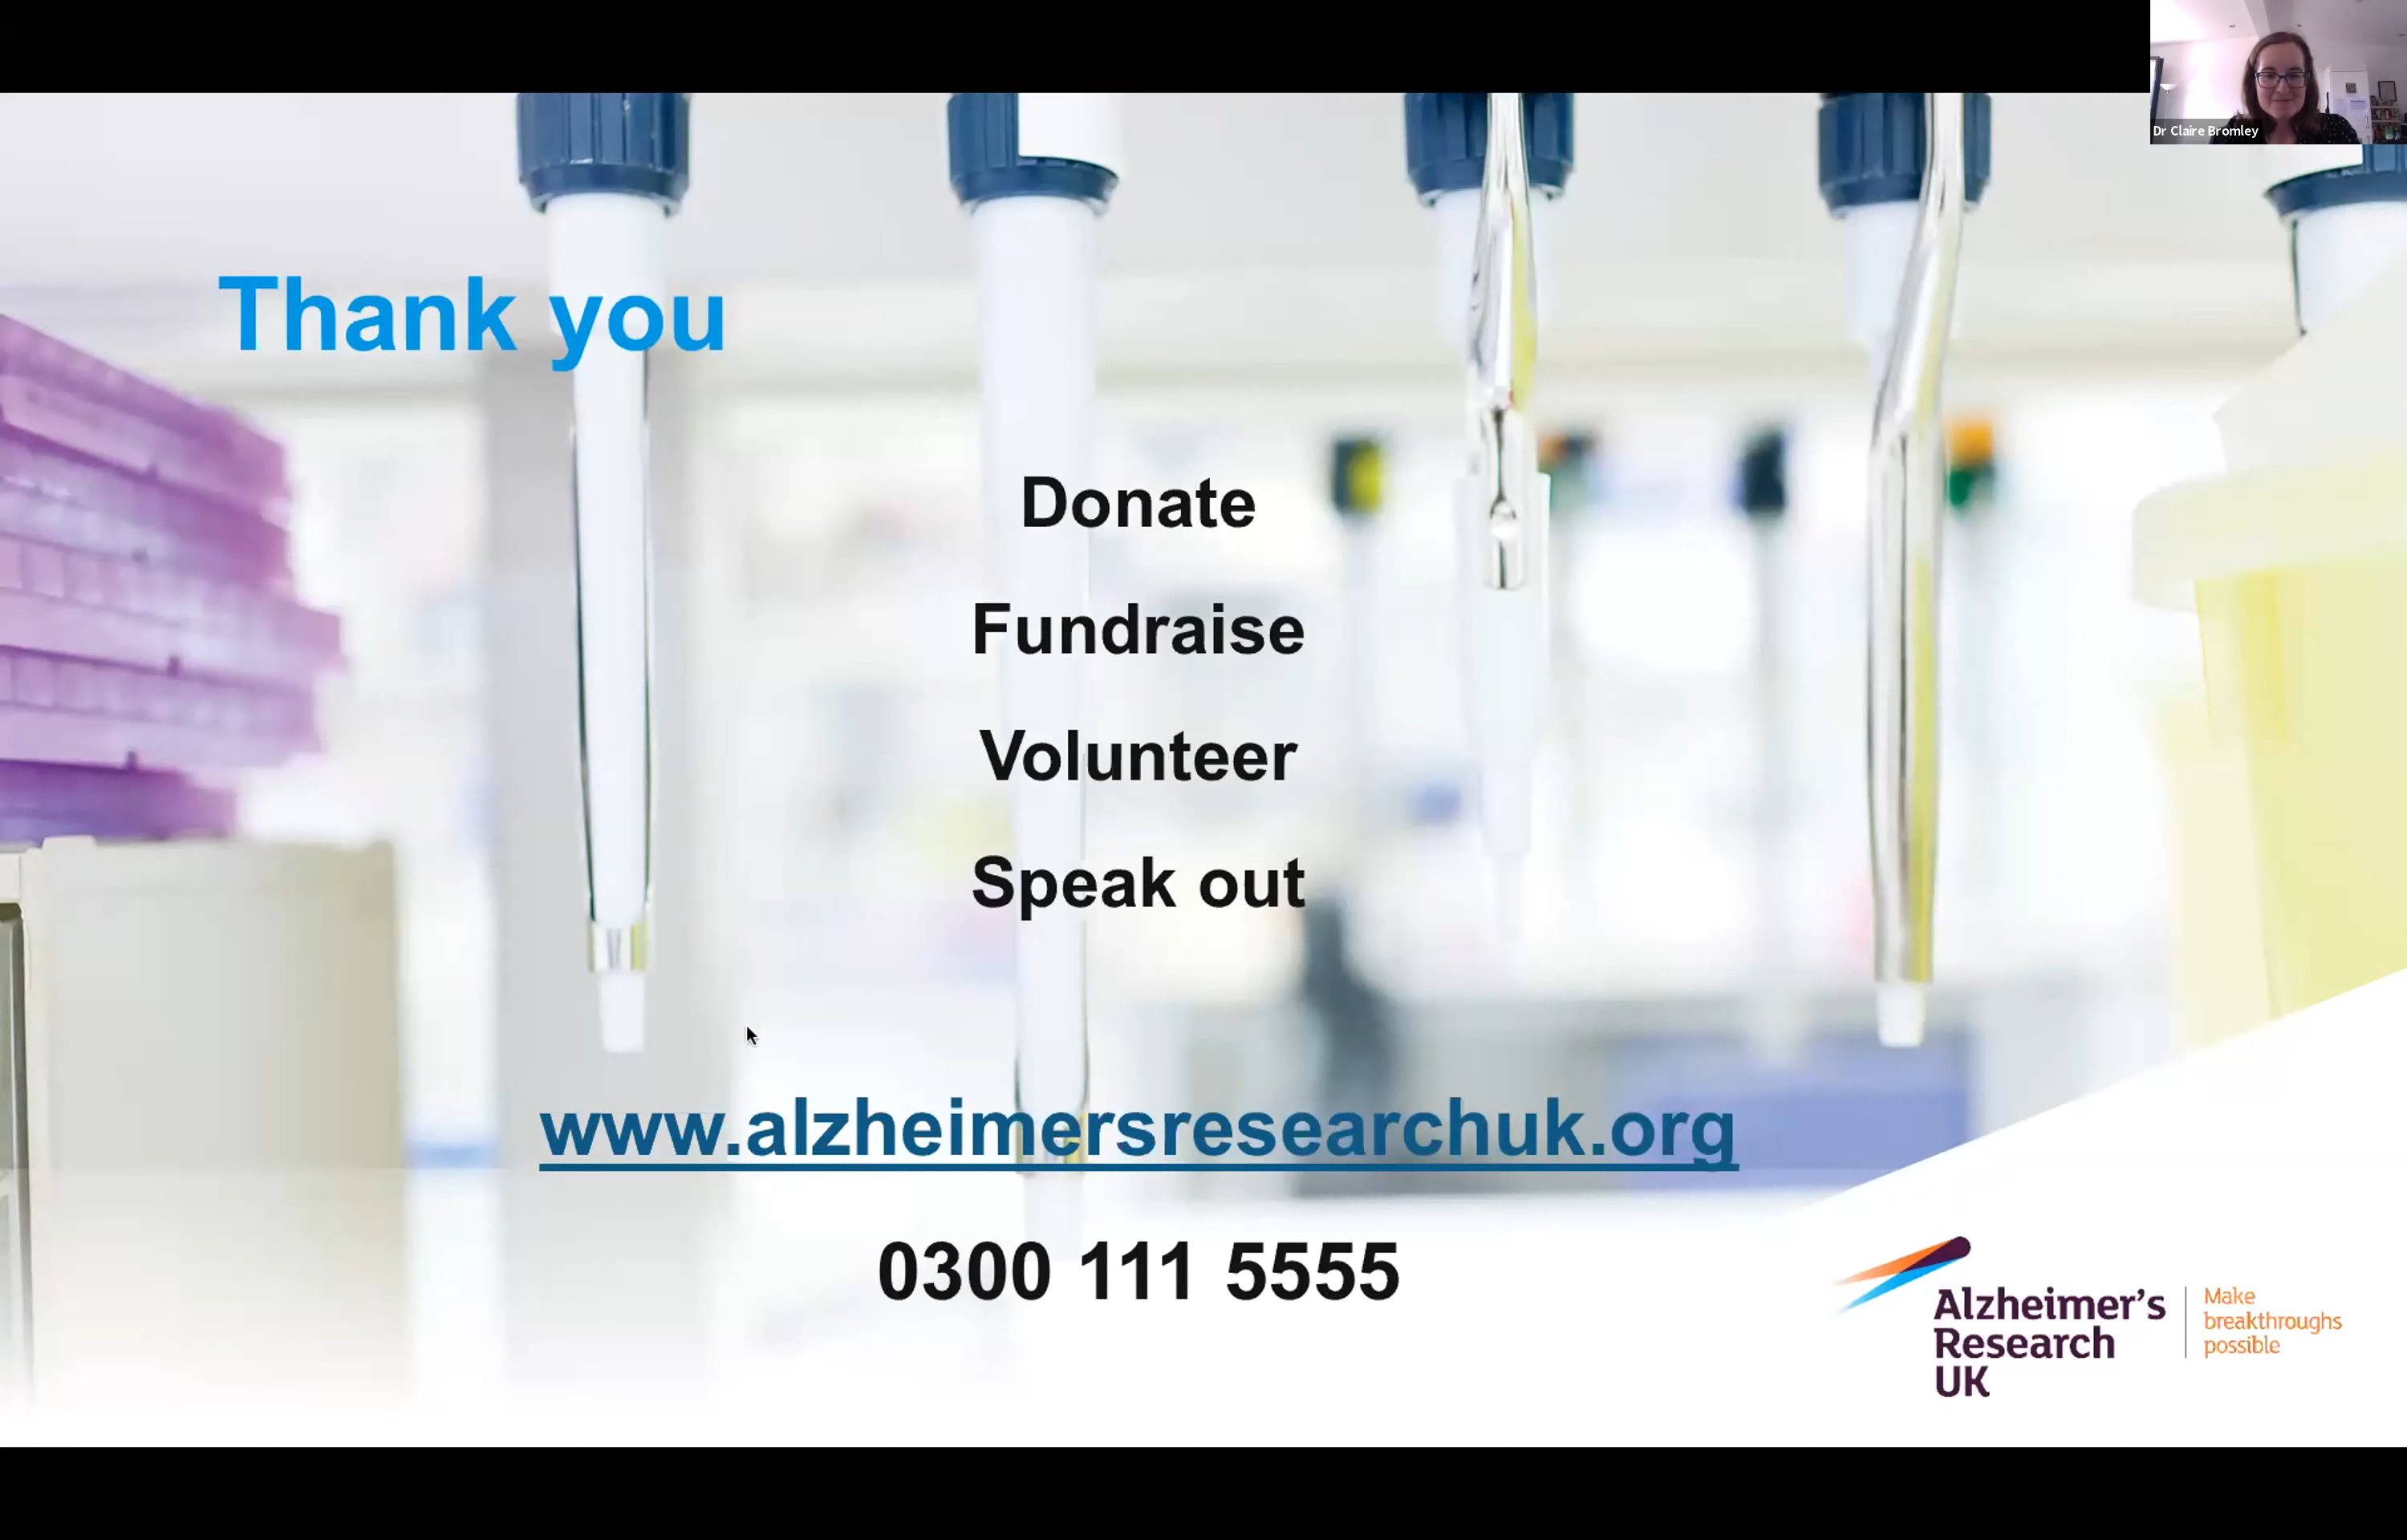 Dr Claire Bromley
Thank you
Donate
Fundraise
Volunteer
Speak out
www.alzheimersresearchuk.org
0300 111 5555
Alzheimer's
Research
UK
Make
breakthroughs
possible